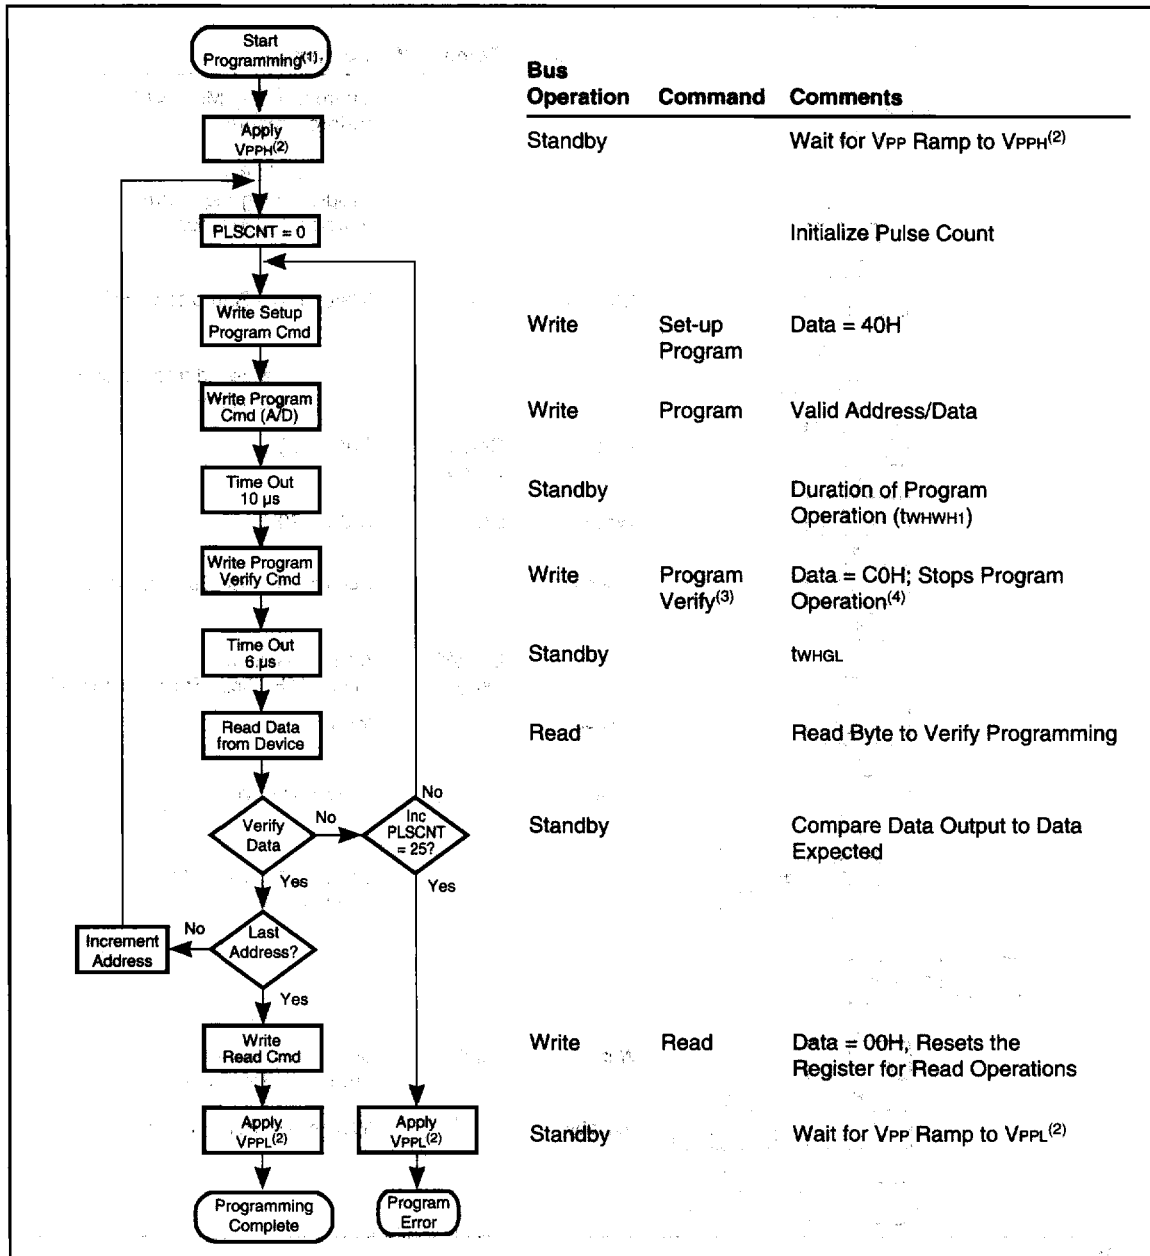 Start
Programming(1)
Apply
VPPH(2)
PLSCNT = 0
Write Setup
Program Cmd
Write Program
Cmd (A/D)
Time Out
10 µs
Write Program
Verify Cmd
Time Out
6 µs
Read Data
from Device
Verify
Data
No
Yes
Inc
PLSCNT
= 25?
No
Yes
Last
Address?
No
Yes
Increment
Address
Write
Read Cmd
Apply
VPPL(2)
Programming
Complete
Apply
VPPL(2)
Program
Error
Bus
Operation Command Comments
Standby Wait for VPP Ramp to VPPH(2)
Initialize Pulse Count
Write Set-up Data = 40H
Program
Write Program Valid Address/Data
Standby Duration of Program
Operation (tWHWH1)
Write Program Data = C0H; Stops Program
Verify(3) Operation(4)
Standby tWHGL
Read Read Byte to Verify Programming
Standby Compare Data Output to Data
Expected
Write Read Data = 00H, Resets the
Register for Read Operations
Standby Wait for VPP Ramp to VPPL(2)